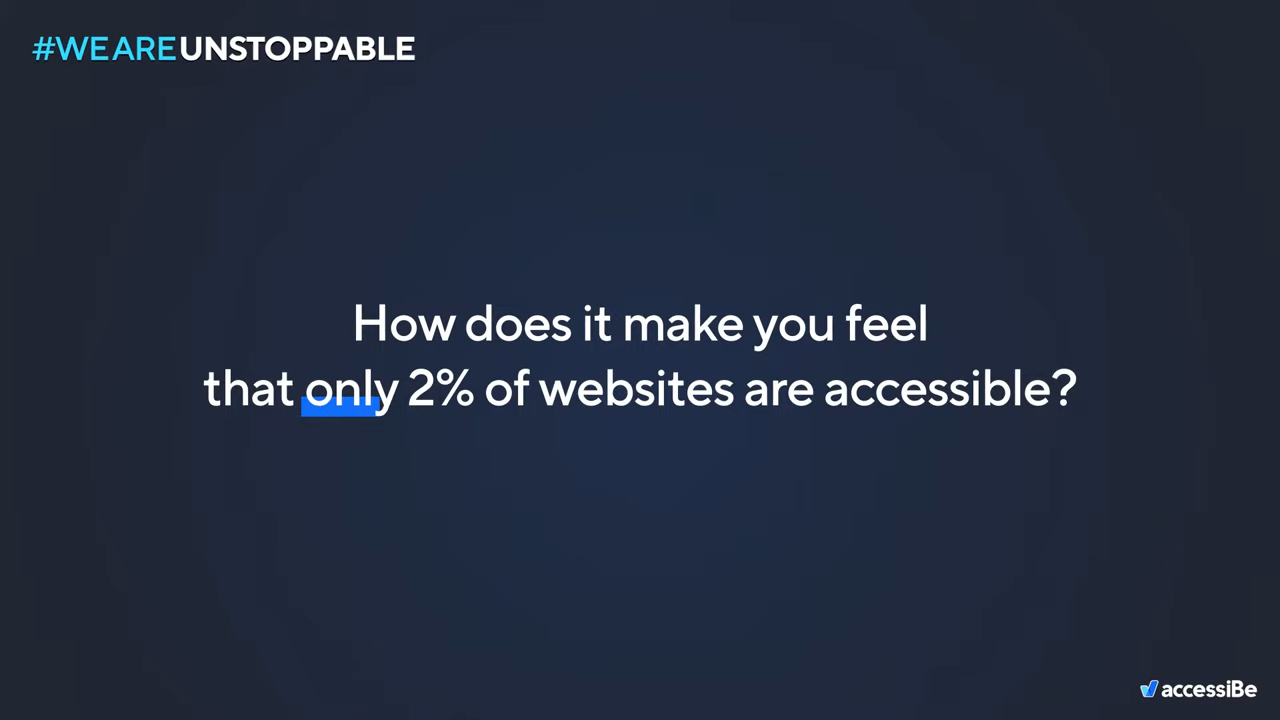 #WEAREUNSTOPPABLE
How does it make you feel
that only 2% of websites are accessible?
accessiBe